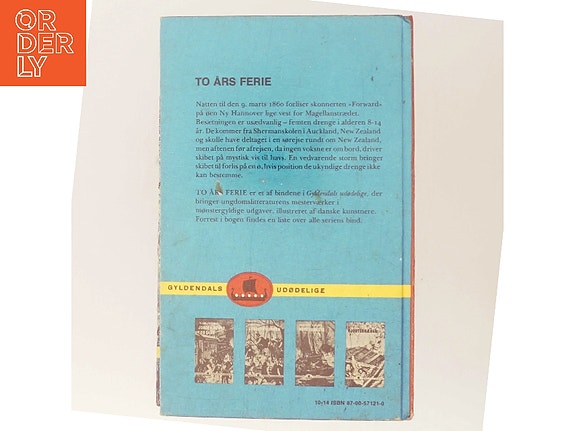 OR
DER
LY
TO ÅRS FERIE
Natten til den 9. marts 1860 forliser skonnerten »Forward«
på øen Ny Hannover lige vest for Magellanstrædet.
Besætningen er usædvanlig – femten drenge i alderen 8-14
år. De kommer fra Shermanskolen i Auckland, New Zealand
og skulle have deltaget i en sørejse rundt om New Zealand,
men aftenen før afrejsen, da ingen voksne er om bord, driver
skibet på mystisk vis til havs. En vedvarende storm bringer
skibet til forlis på en ø, hvis position de ukyndige drenge ikke
kan bestemme.
TO ÅRS FERIE er et af bindene i Gyldendals udødelige, der
bringer ungdomslitteraturens mesterværker i
mønstergyldige udgaver, illustreret af danske kunstnere.
Forrest i bogen findes en liste over alle seriens bind.
GYLDENDALS UDØDELIGE
10-14 ISBN 87-00-57121-0